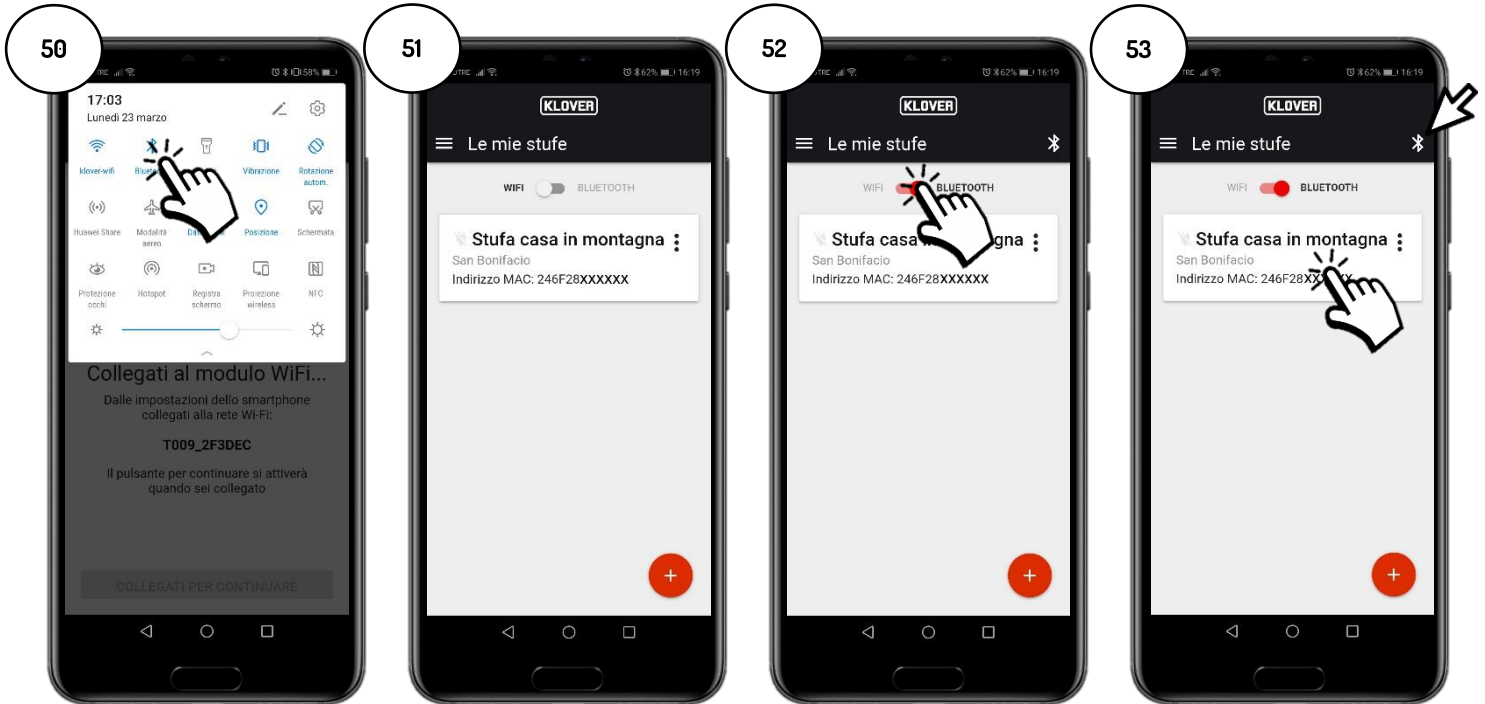 50
58%
17:03
Lunedì 23 marzo
klover-wifi
Vibrazione
Rotazione
autom.
Huawei Share
Modalità
aereo
Posizione
Schermata
Protezione
occhi
Hotspot
Registra
schermo
Proiezione
wireless
NFC
Collegati al modulo WiFi...
Dalle impostazioni dello smartphone
collegati alla rete Wi-Fi:
T009_2F3DEC
Il pulsante per continuare si attiverà
quando sei collegato
COLLEGATI PER CONTINUARE
51
62% 16:19
KLOVER
Le mie stufe
WIFI BLUETOOTH
Stufa casa in montagna
San Bonifacio
Indirizzo MAC: 246F28XXXXXX
52
62% 16:19
KLOVER
Le mie stufe
WIFI BLUETOOTH
Stufa casa gna
San Bonifacio
Indirizzo MAC: 246F28XXXXXX
53
62% 16:19
KLOVER
Le mie stufe
WIFI BLUETOOTH
Stufa casa in montagna
San Bonifacio
Indirizzo MAC: 246F28XX